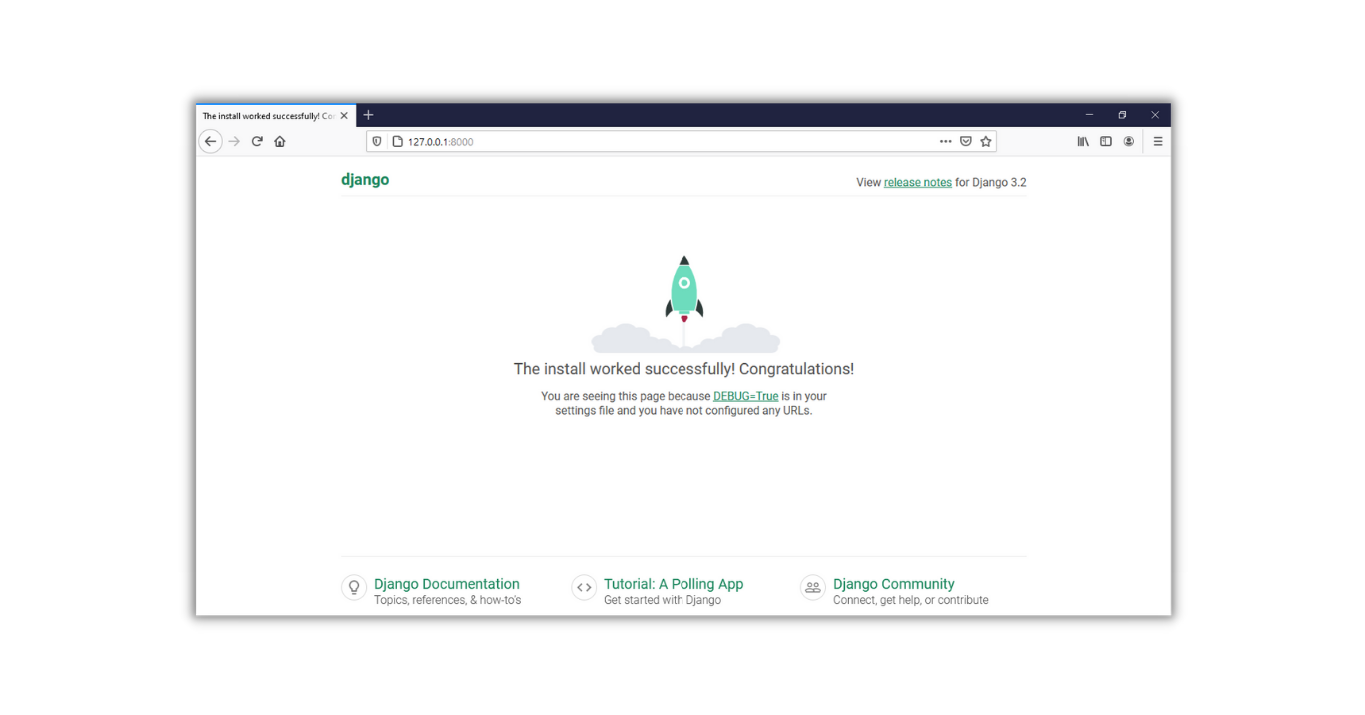 The install worked successfully! Co
127.0.0.1:8000
django
View release notes for Django 3.2
The install worked successfully! Congratulations!
You are seeing this page because DEBUG=True is in your
settings file and you have not configured any URLs.
Django Documentation
Topics, references, & how-to's
Tutorial: A Polling App
Get started with Django
Django Community
Connect, get help, or contribute